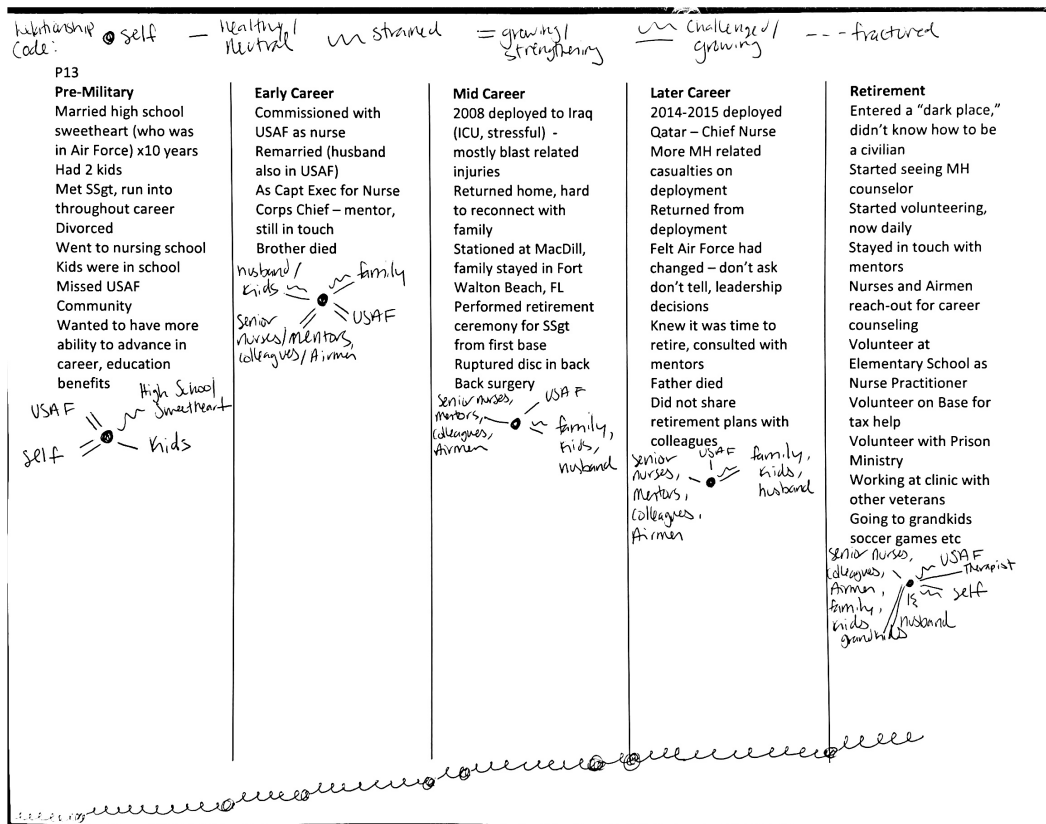 Relationship Code: self healthy/neutral strained growing/strengthening challenged/growing fractured
P13
Pre-Military
Married high school
sweetheart (who was
in Air Force) x10 years
Had 2 kids
Met SSgt, run into
throughout career
Divorced
Went to nursing school
Kids were in school
Missed USAF
Community
Wanted to have more
ability to advance in
career, education
benefits
High School
Sweetheart
USAF
self
kids
Early Career
Commissioned with
USAF as nurse
Remarried (husband
also in USAF)
As Capt Exec for Nurse
Corps Chief – mentor,
still in touch
Brother died
husband/
kids
family
USAF
senior
nurses/mentors,
colleagues/Airmen
Mid Career
2008 deployed to Iraq
(ICU, stressful) -
mostly blast related
injuries
Returned home, hard
to reconnect with
family
Stationed at MacDill,
family stayed in Fort
Walton Beach, FL
Performed retirement
ceremony for SSgt
from first base
Ruptured disc in back
Back surgery
senior nurses,
mentors,
colleagues,
Airmen
USAF
family,
kids,
husband
Later Career
2014-2015 deployed
Qatar – Chief Nurse
More MH related
casualties on
deployment
Returned from
deployment
Felt Air Force had
changed – don't ask
don't tell, leadership
decisions
Knew it was time to
retire, consulted with
mentors
Father died
Did not share
retirement plans with
colleagues
senior
nurses,
mentors,
colleagues,
Airmen
USAF
family,
kids,
husband
Retirement
Entered a "dark place,"
didn't know how to be
a civilian
Started seeing MH
counselor
Started volunteering,
now daily
Stayed in touch with
mentors
Nurses and Airmen
reach-out for career
counseling
Volunteer at
Elementary School as
Nurse Practitioner
Volunteer on Base for
tax help
Volunteer with Prison
Ministry
Working at clinic with
other veterans
Going to grandkids
soccer games etc
senior nurses,
colleagues,
Airmen,
family,
kids
grandkids
USAF
Therapist
self
husband